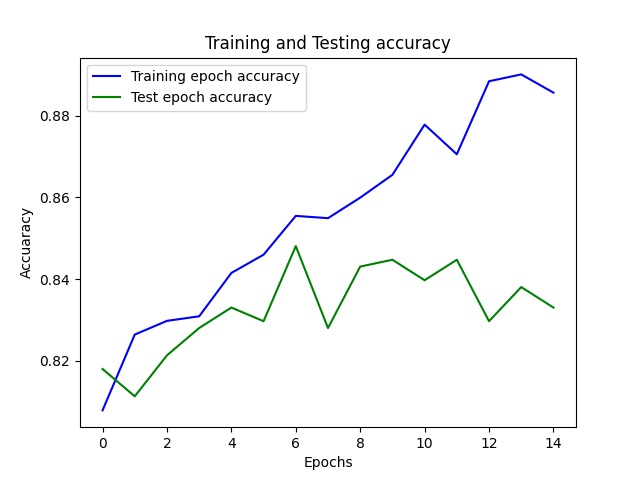 Training and Testing accuracy
Training epoch accuracy
Test epoch accuracy
0.88
0.86
0.84
0.82
Accuaracy
0 2 4 6 8 10 12 14
Epochs